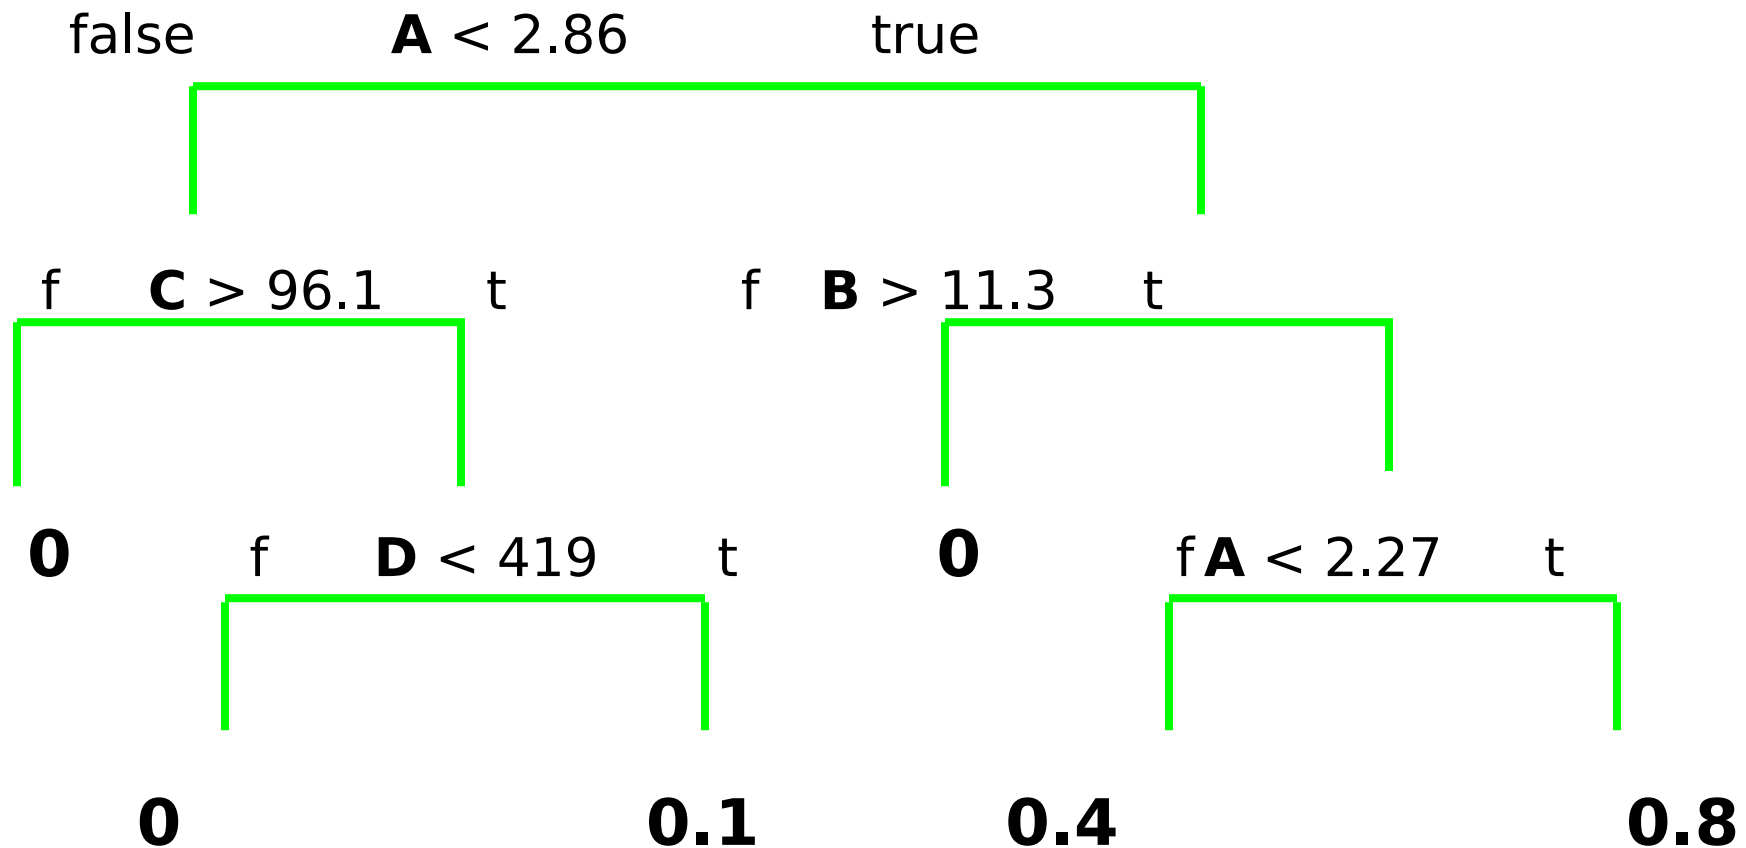 false A < 2.86 true
f C > 96.1 t f B > 11.3 t
0 f D < 419 t 0 f A < 2.27 t
0 0.1 0.4 0.8